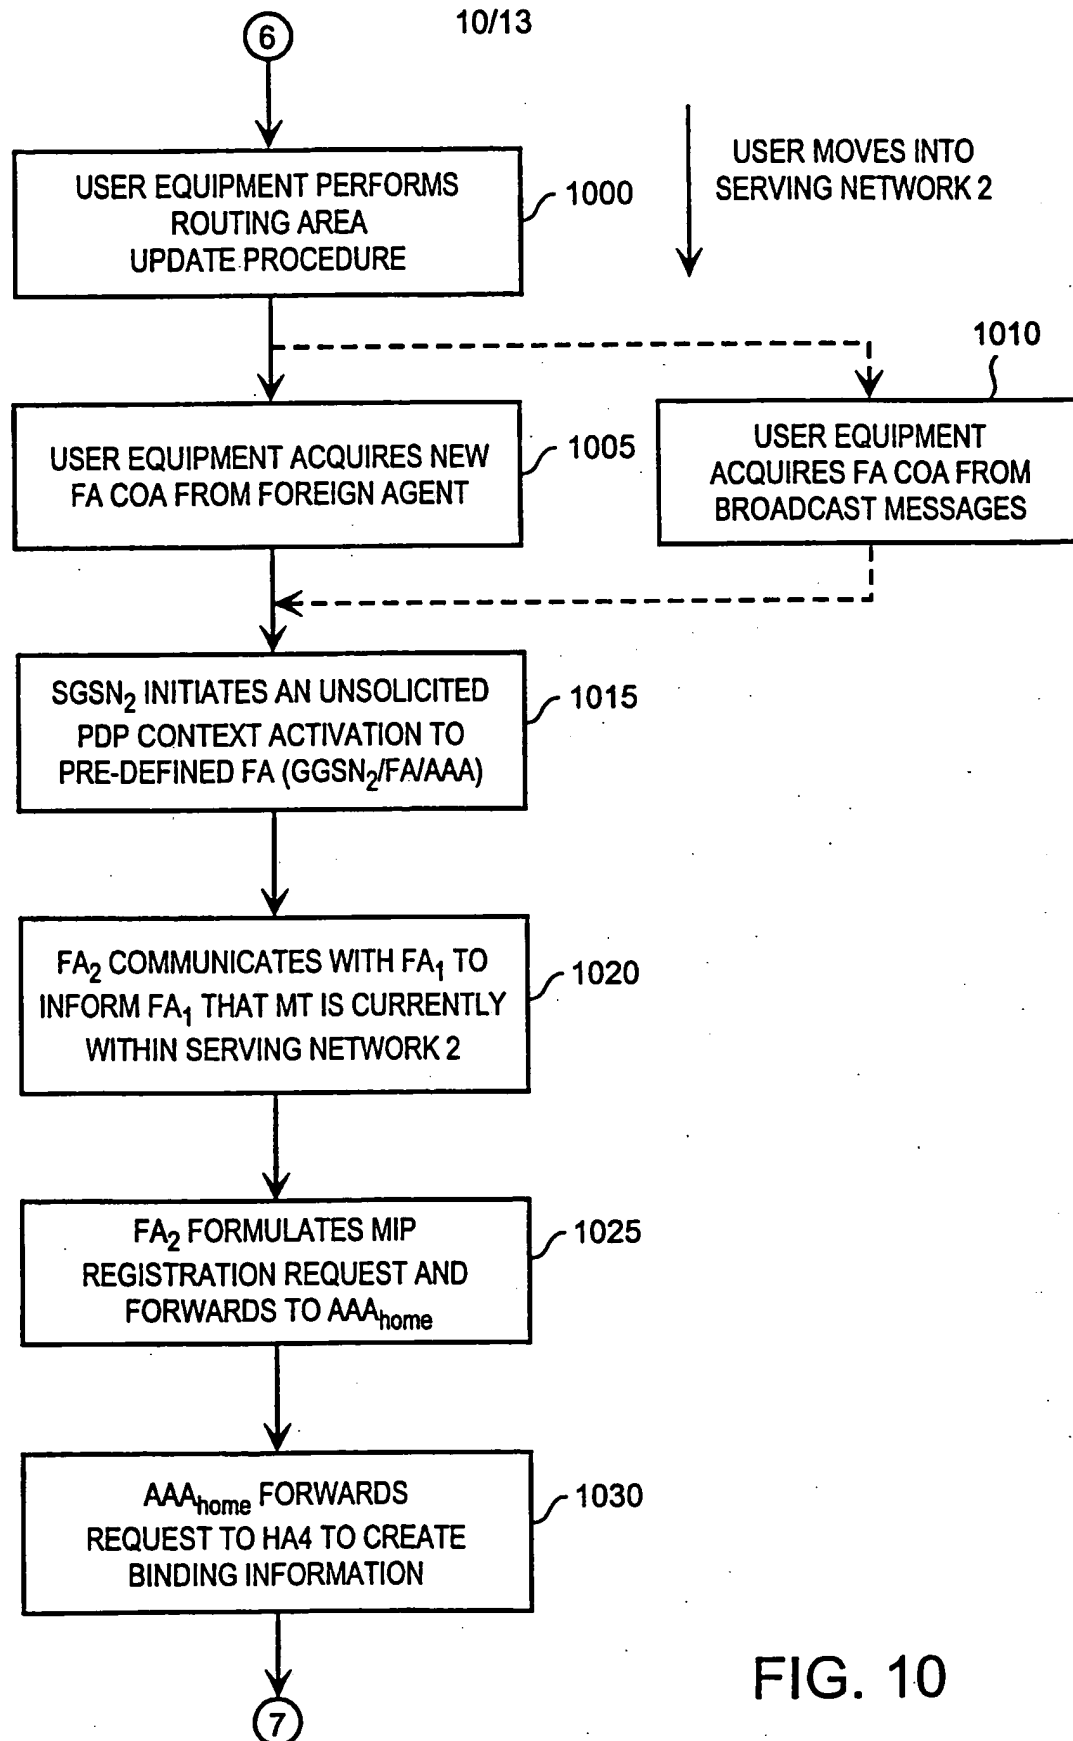 10/13
6
USER EQUIPMENT PERFORMS
ROUTING AREA
UPDATE PROCEDURE
1000
USER MOVES INTO
SERVING NETWORK 2
USER EQUIPMENT ACQUIRES NEW
FA COA FROM FOREIGN AGENT
1005
1010
USER EQUIPMENT
ACQUIRES FA COA FROM
BROADCAST MESSAGES
SGSN2 INITIATES AN UNSOLICITED
PDP CONTEXT ACTIVATION TO
PRE-DEFINED FA (GGSN2/FA/AAA)
1015
FA2 COMMUNICATES WITH FA1 TO
INFORM FA1 THAT MT IS CURRENTLY
WITHIN SERVING NETWORK 2
1020
FA2 FORMULATES MIP
REGISTRATION REQUEST AND
FORWARDS TO AAAhome
1025
AAAhome FORWARDS
REQUEST TO HA4 TO CREATE
BINDING INFORMATION
1030
7
FIG. 10